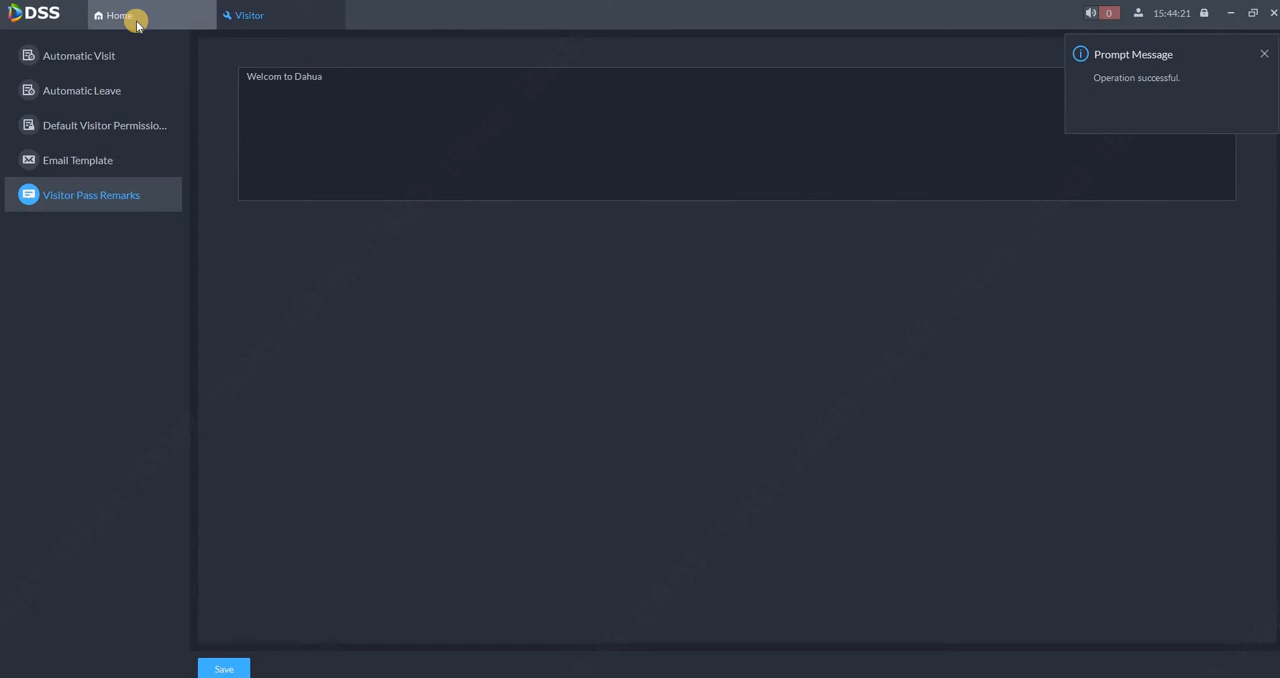 DSS
Home
Visitor
0
15:44:21
Automatic Visit
Automatic Leave
Default Visitor Permissio...
Email Template
Visitor Pass Remarks
Welcom to Dahua
Prompt Message
Operation successful.
Save